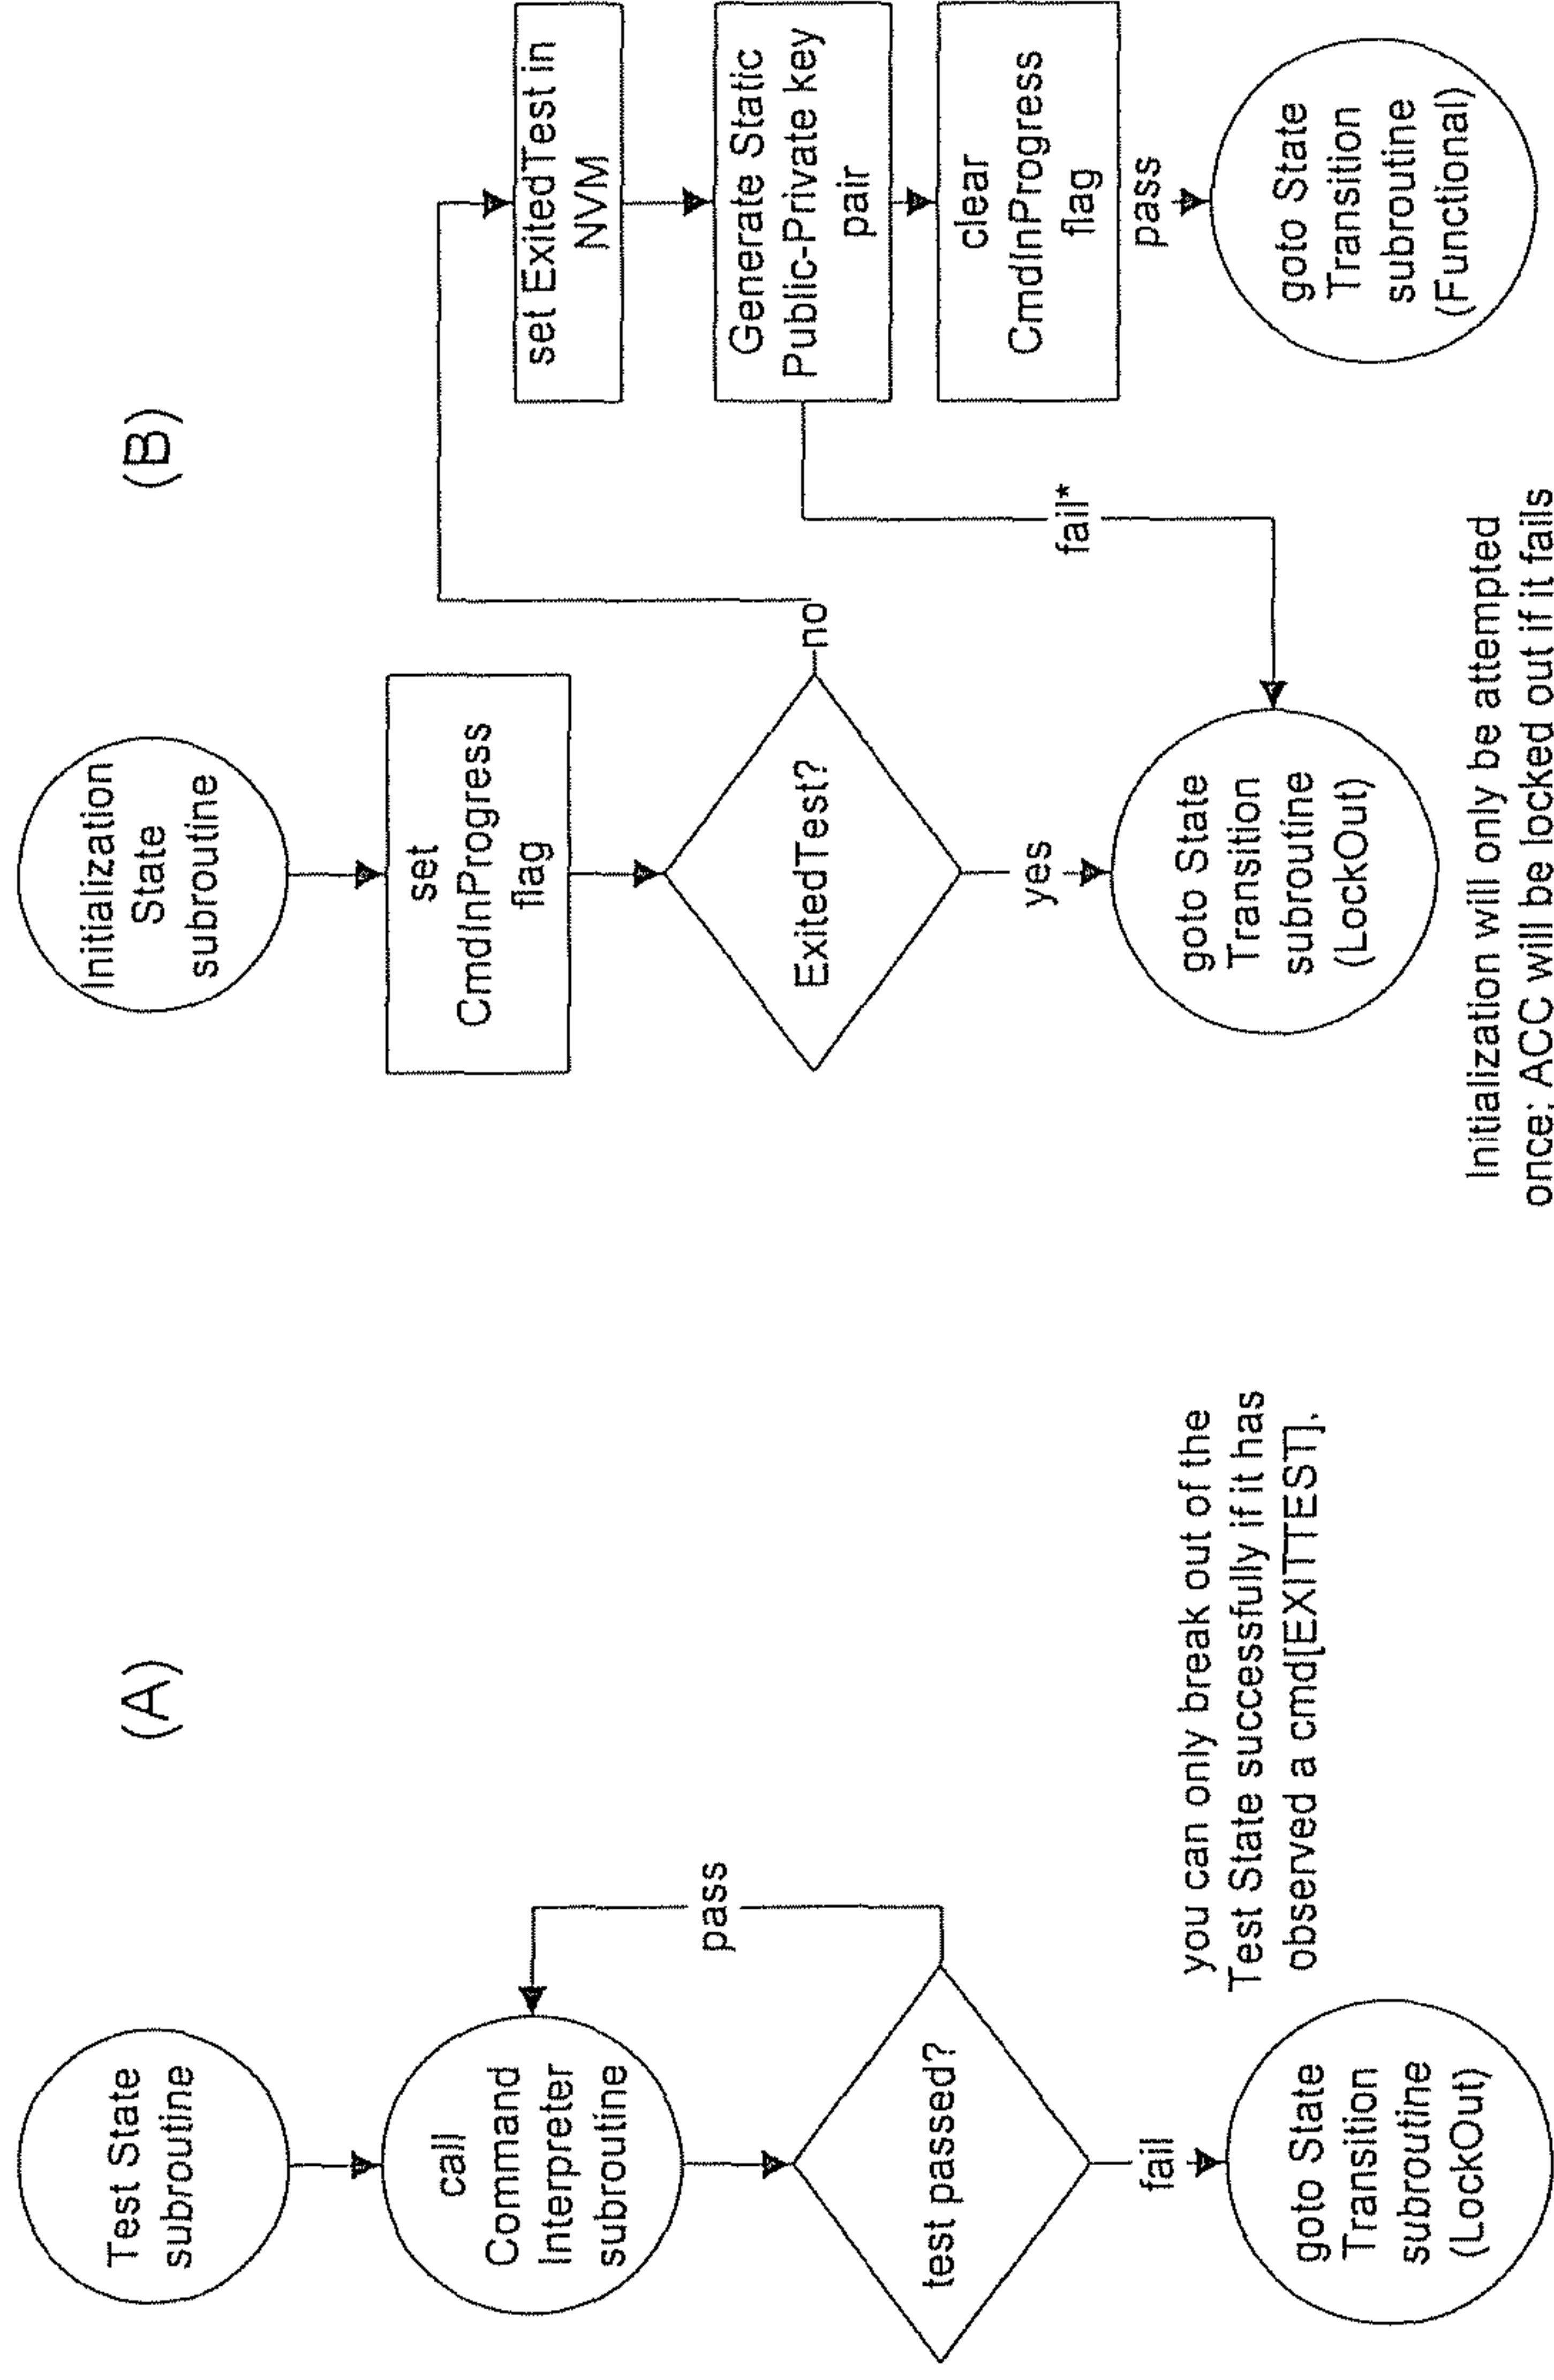 (A)
Test State
subroutine
call
Command
Interpreter
subroutine
pass
test passed?
fail
goto State
Transition
subroutine
(LockOut)
you can only break out of the
Test State successfully if it has
observed a cmd[EXITTEST].
(B)
Initialization
State
subroutine
set
CmdInProgress
flag
ExitedTest?
no
yes
goto State
Transition
subroutine
(LockOut)
set ExitedTest in
NVM
Generate Static
Public-Private key
pair
fail*
clear
CmdInProgress
flag
pass
goto State
Transition
subroutine
(Functional)
Initialization will only be attempted
once: ACC will be locked out if it fails